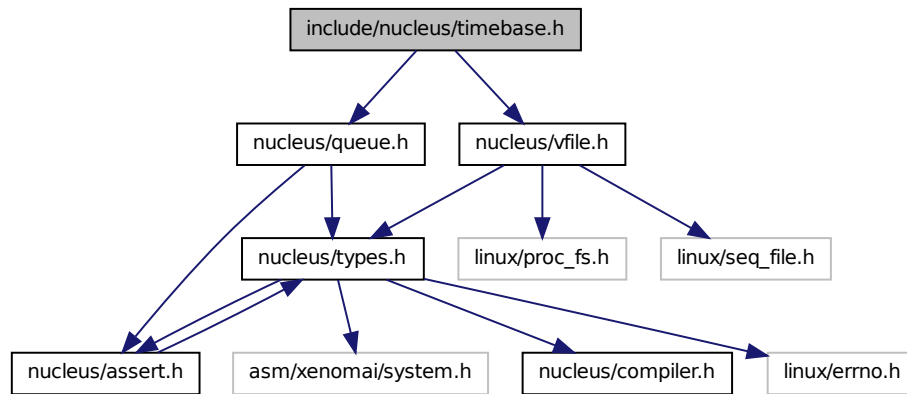 include/nucleus/timebase.h
nucleus/queue.h
nucleus/vfile.h
nucleus/types.h
linux/proc_fs.h
linux/seq_file.h
nucleus/assert.h
asm/xenomai/system.h
nucleus/compiler.h
linux/errno.h